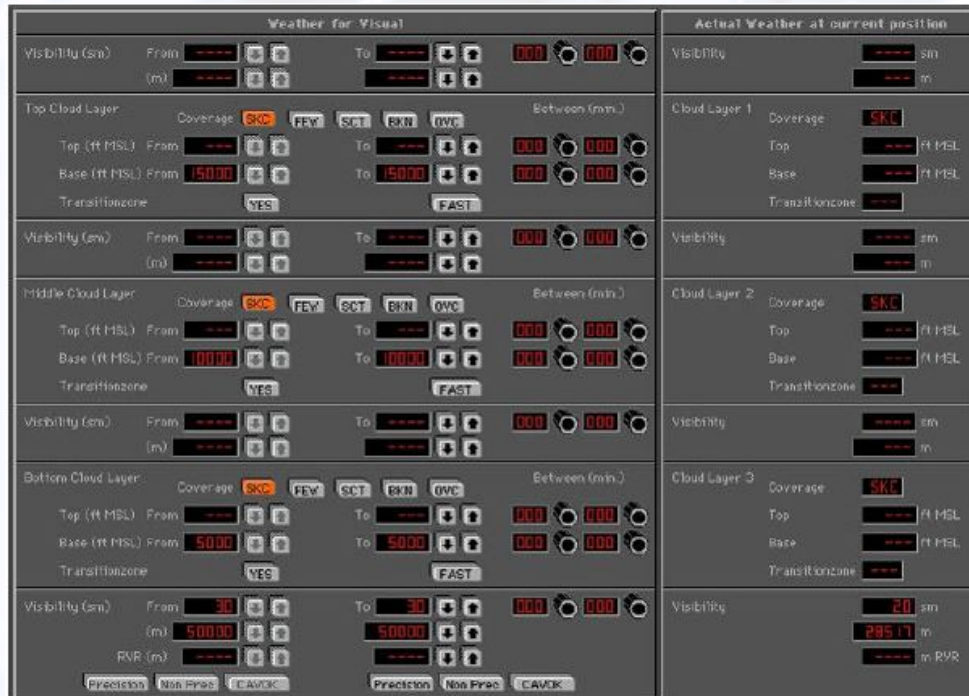 Weather for Visual
Actual Weather at current position
Visibility (sm) From ---- To ---- 000 000
Visibility ---- sm
(m) ---- ----
---- m
Top Cloud Layer Coverage SKC FEW SCT BKN OVC Between (min.)
Cloud Layer 1 Coverage SKC
Top (ft MSL) From --- To --- 000 000
Top --- ft MSL
Base (ft MSL) From 15000 To 15000 000 000
Base --- ft MSL
Transitionzone YES FAST
Transitionzone ---
Visibility (sm) From ---- To ---- 000 000
Visibility ---- sm
(m) ---- ----
---- m
Middle Cloud Layer Coverage SKC FEW SCT BKN OVC Between (min.)
Cloud Layer 2 Coverage SKC
Top (ft MSL) From --- To --- 000 000
Top --- ft MSL
Base (ft MSL) From 10000 To 10000 000 000
Base --- ft MSL
Transitionzone YES FAST
Transitionzone ---
Visibility (sm) From ---- To ---- 000 000
Visibility ---- sm
(m) ---- ----
---- m
Bottom Cloud Layer Coverage SKC FEW SCT BKN OVC Between (min.)
Cloud Layer 3 Coverage SKC
Top (ft MSL) From --- To --- 000 000
Top --- ft MSL
Base (ft MSL) From 5000 To 5000 000 000
Base --- ft MSL
Transitionzone YES FAST
Transitionzone ---
Visibility (sm) From 30 To 30 000 000
Visibility 20 sm
(m) 50000 50000
28517 m
RVR (m) ---- ----
---- m RVR
Precision Non Prec CAVOK Precision Non Prec CAVOK